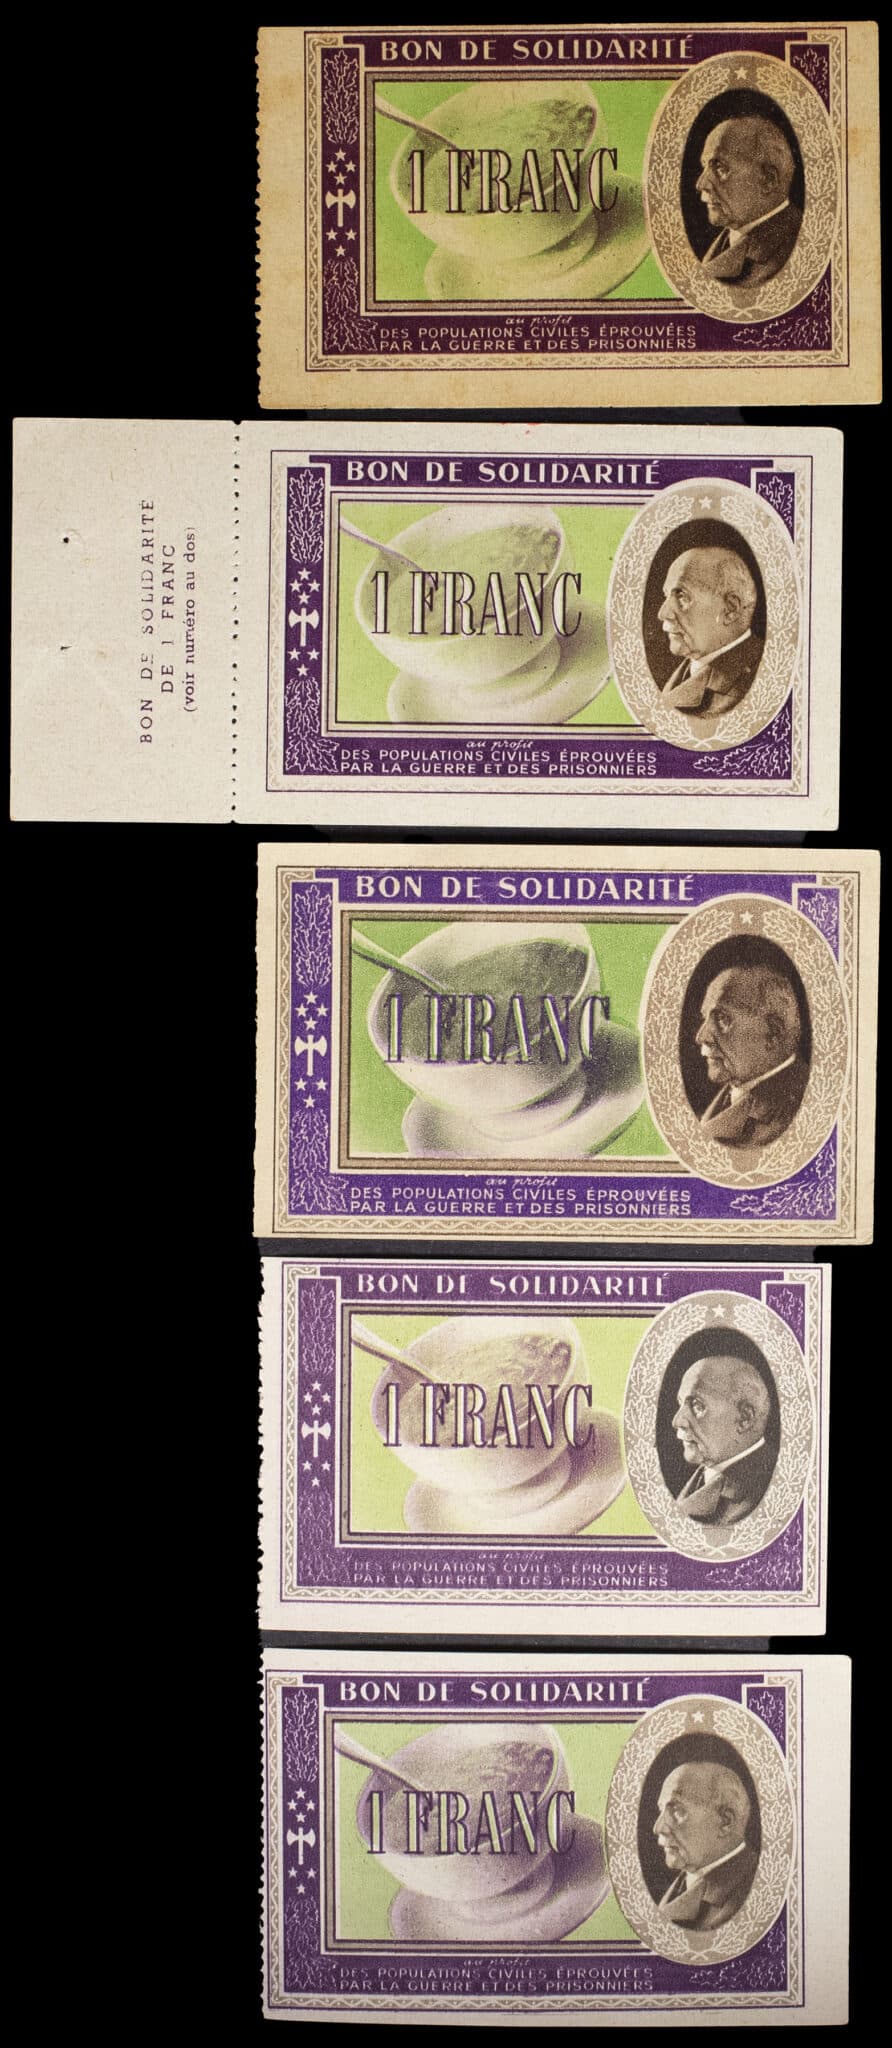 BON DE SOLIDARITÉ
1 FRANC
au profit
DES POPULATIONS CIVILES ÉPROUVÉES
PAR LA GUERRE ET DES PRISONNIERS
BON DE SOLIDARITÉ
DE 1 FRANC
(voir numéro au dos)
BON DE SOLIDARITÉ
1 FRANC
au profit
DES POPULATIONS CIVILES ÉPROUVÉES
PAR LA GUERRE ET DES PRISONNIERS
BON DE SOLIDARITÉ
1 FRANC
au profit
DES POPULATIONS CIVILES ÉPROUVÉES
PAR LA GUERRE ET DES PRISONNIERS
BON DE SOLIDARITÉ
1 FRANC
au profit
DES POPULATIONS CIVILES ÉPROUVÉES
PAR LA GUERRE ET DES PRISONNIERS
BON DE SOLIDARITÉ
1 FRANC
au profit
DES POPULATIONS CIVILES ÉPROUVÉES
PAR LA GUERRE ET DES PRISONNIERS